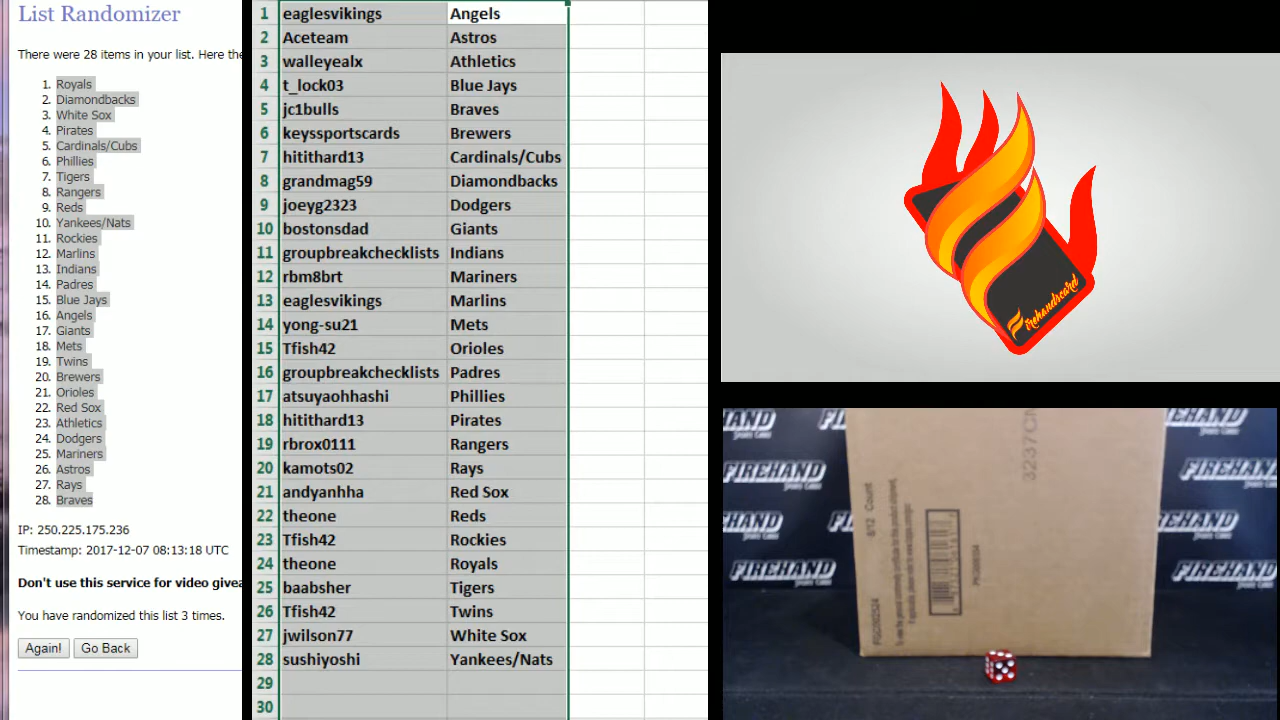 List Randomizer
There were 28 items in your list. Here the
1. Royals
2. Diamondbacks
3. White Sox
4. Pirates
5. Cardinals/Cubs
6. Phillies
7. Tigers
8. Rangers
9. Reds
10. Yankees/Nats
11. Rockies
12. Marlins
13. Indians
14. Padres
15. Blue Jays
16. Angels
17. Giants
18. Mets
19. Twins
20. Brewers
21. Orioles
22. Red Sox
23. Athletics
24. Dodgers
25. Mariners
26. Astros
27. Rays
28. Braves
IP: 250.225.175.236
Timestamp: 2017-12-07 08:13:18 UTC
Don't use this service for video givea
You have randomized this list 3 times.
Again! Go Back
1 eaglesvikings Angels
2 Aceteam Astros
3 walleyealx Athletics
4 t_lock03 Blue Jays
5 jc1bulls Braves
6 keyssportscards Brewers
7 hitithard13 Cardinals/Cubs
8 grandmag59 Diamondbacks
9 joeyg2323 Dodgers
10 bostonsdad Giants
11 groupbreakchecklists Indians
12 rbm8brt Mariners
13 eaglesvikings Marlins
14 yong-su21 Mets
15 Tfish42 Orioles
16 groupbreakchecklists Padres
17 atsuyaohhashi Phillies
18 hitithard13 Pirates
19 rbrox0111 Rangers
20 kamots02 Rays
21 andyanhha Red Sox
22 theone Reds
23 Tfish42 Rockies
24 theone Royals
25 baabsher Tigers
26 Tfish42 Twins
27 jwilson77 White Sox
28 sushiyoshi Yankees/Nats
29
30
Firehandscard
FIREHAND
FIREHAND
FIREHAND
FIREHAND
FIREHAND
3237CN
8/12 Count